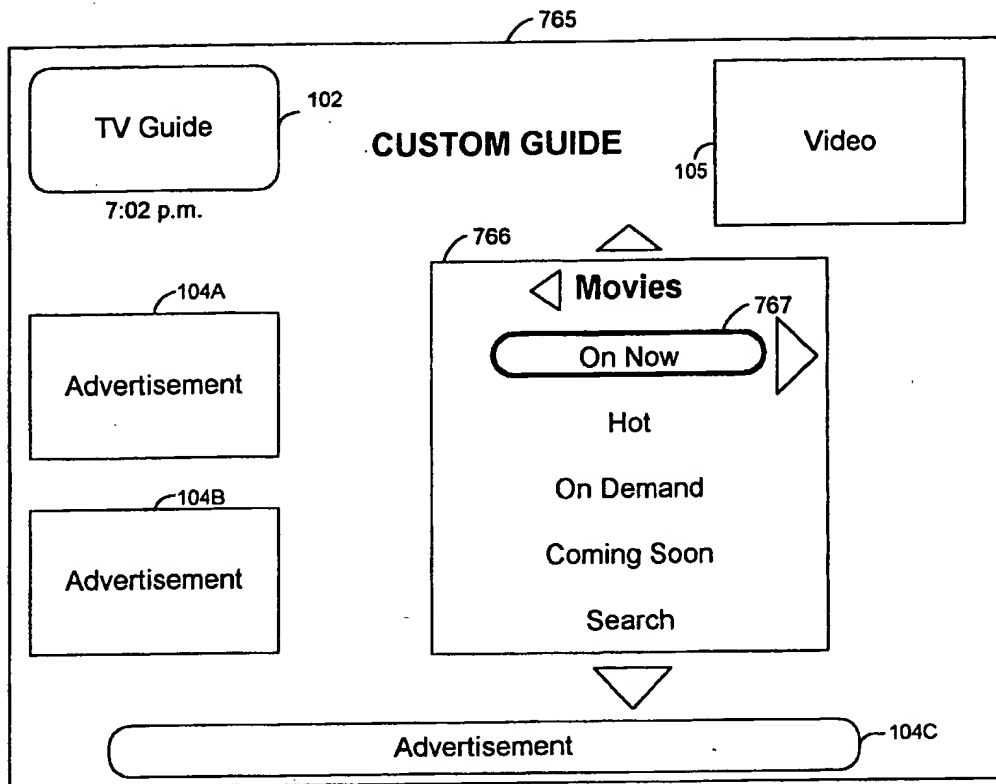 765
TV Guide
102
CUSTOM GUIDE
105
Video
7:02 p.m.
766
Movies
767
On Now
Hot
On Demand
Coming Soon
Search
104A
Advertisement
104B
Advertisement
Advertisement
104C